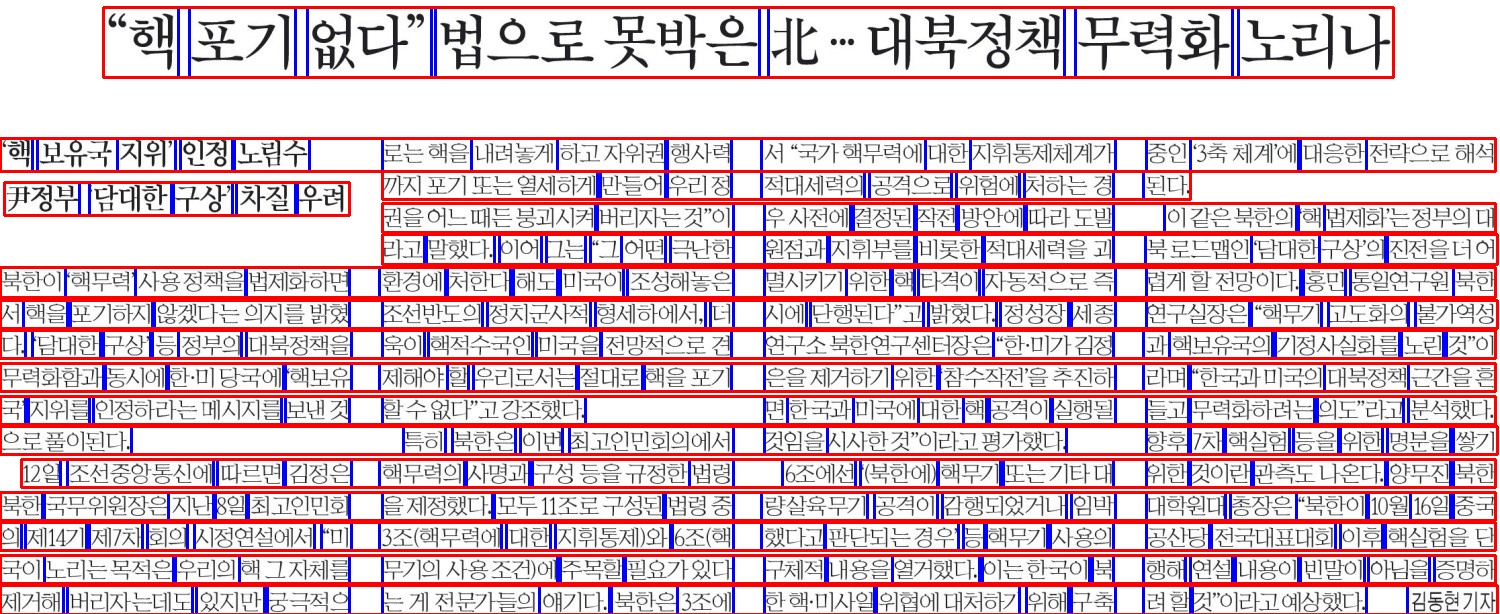 “핵 포기 없다” 법으로 못박은 北… 대북정책 무력화 노리나
‘핵 보유국 지위’ 인정 노림수
尹정부 ‘담대한 구상’ 차질 우려
북한이 ‘핵무력’ 사용 정책을 법제화하면
서 핵을 포기하지 않겠다는 의지를 밝혔
다. ‘담대한 구상’ 등 정부의 대북정책을
무력화함과 동시에 한·미 당국에 ‘핵보유
국’ 지위를 인정하라는 메시지를 보낸 것
으로 풀이된다.
12일 조선중앙통신에 따르면 김정은
북한 국무위원장은 지난 8일 최고인민회
의 제14기 제7차 회의 시정연설에서 “미
국이 노리는 목적은 우리의 핵 그 자체를
제거해 버리자는데도 있지만 궁극적으
로는 핵을 내려놓게 하고 자위권 행사력
까지 포기 또는 열세하게 만들어 우리 정
권을 어느 때든 붕괴시켜 버리자는 것”이
라고 말했다. 이어 그는 “그 어떤 극난한
환경에 처한다 해도 미국이 조성해놓은
조선반도의 정치군사적 형세하에서, 더
욱이 핵적수국인 미국을 전망적으로 견
제해야 할 우리로서는 절대로 핵을 포기
할 수 없다”고 강조했다.
특히 북한은 이번 최고인민회의에서
핵무력의 사명과 구성 등을 규정한 법령
을 제정했다. 모두 11조로 구성된 법령 중
3조(핵무력에 대한 지휘통제)와 6조(핵
무기의 사용 조건)에 주목할 필요가 있다
는 게 전문가들의 얘기다. 북한은 3조에
서 “국가 핵무력에 대한 지휘통제체계가
적대세력의 공격으로 위험에 처하는 경
우 사전에 결정된 작전 방안에 따라 도발
원점과 지휘부를 비롯한 적대세력을 괴
멸시키기 위한 핵 타격이 자동적으로 즉
시에 단행된다”고 밝혔다. 정성장 세종
연구소 북한연구센터장은 “한·미가 김정
은을 제거하기 위한 ‘참수작전’을 추진하
면 한국과 미국에 대한 핵 공격이 실행될
것임을 시사한 것”이라고 평가했다.
6조에선 “(북한에) 핵무기 또는 기타 대
량살육무기 공격이 감행되었거나 임박
했다고 판단되는 경우” 등 핵무기 사용의
구체적 내용을 열거했다. 이는 한국이 북
한 핵·미사일 위협에 대처하기 위해 구축
중인 ‘3축 체계’에 대응한 전략으로 해석
된다.
이 같은 북한의 ‘핵 법제화’는 정부의 대
북 로드맵인 ‘담대한 구상’의 진전을 더 어
렵게 할 전망이다. 홍민 통일연구원 북한
연구실장은 “핵무기 고도화의 불가역성
과 핵보유국의 기정사실화를 노린 것”이
라며 “한국과 미국의 대북정책 근간을 흔
들고 무력화하려는 의도”라고 분석했다.
향후 7차 핵실험 등을 위한 명분을 쌓기
위한 것이란 관측도 나온다. 양무진 북한
대학원대 총장은 “북한이 10월 16일 중국
공산당 전국대표대회 이후 핵실험을 단
행해 연설 내용이 빈말이 아님을 증명하
려 할 것”이라고 예상했다. 김동현 기자